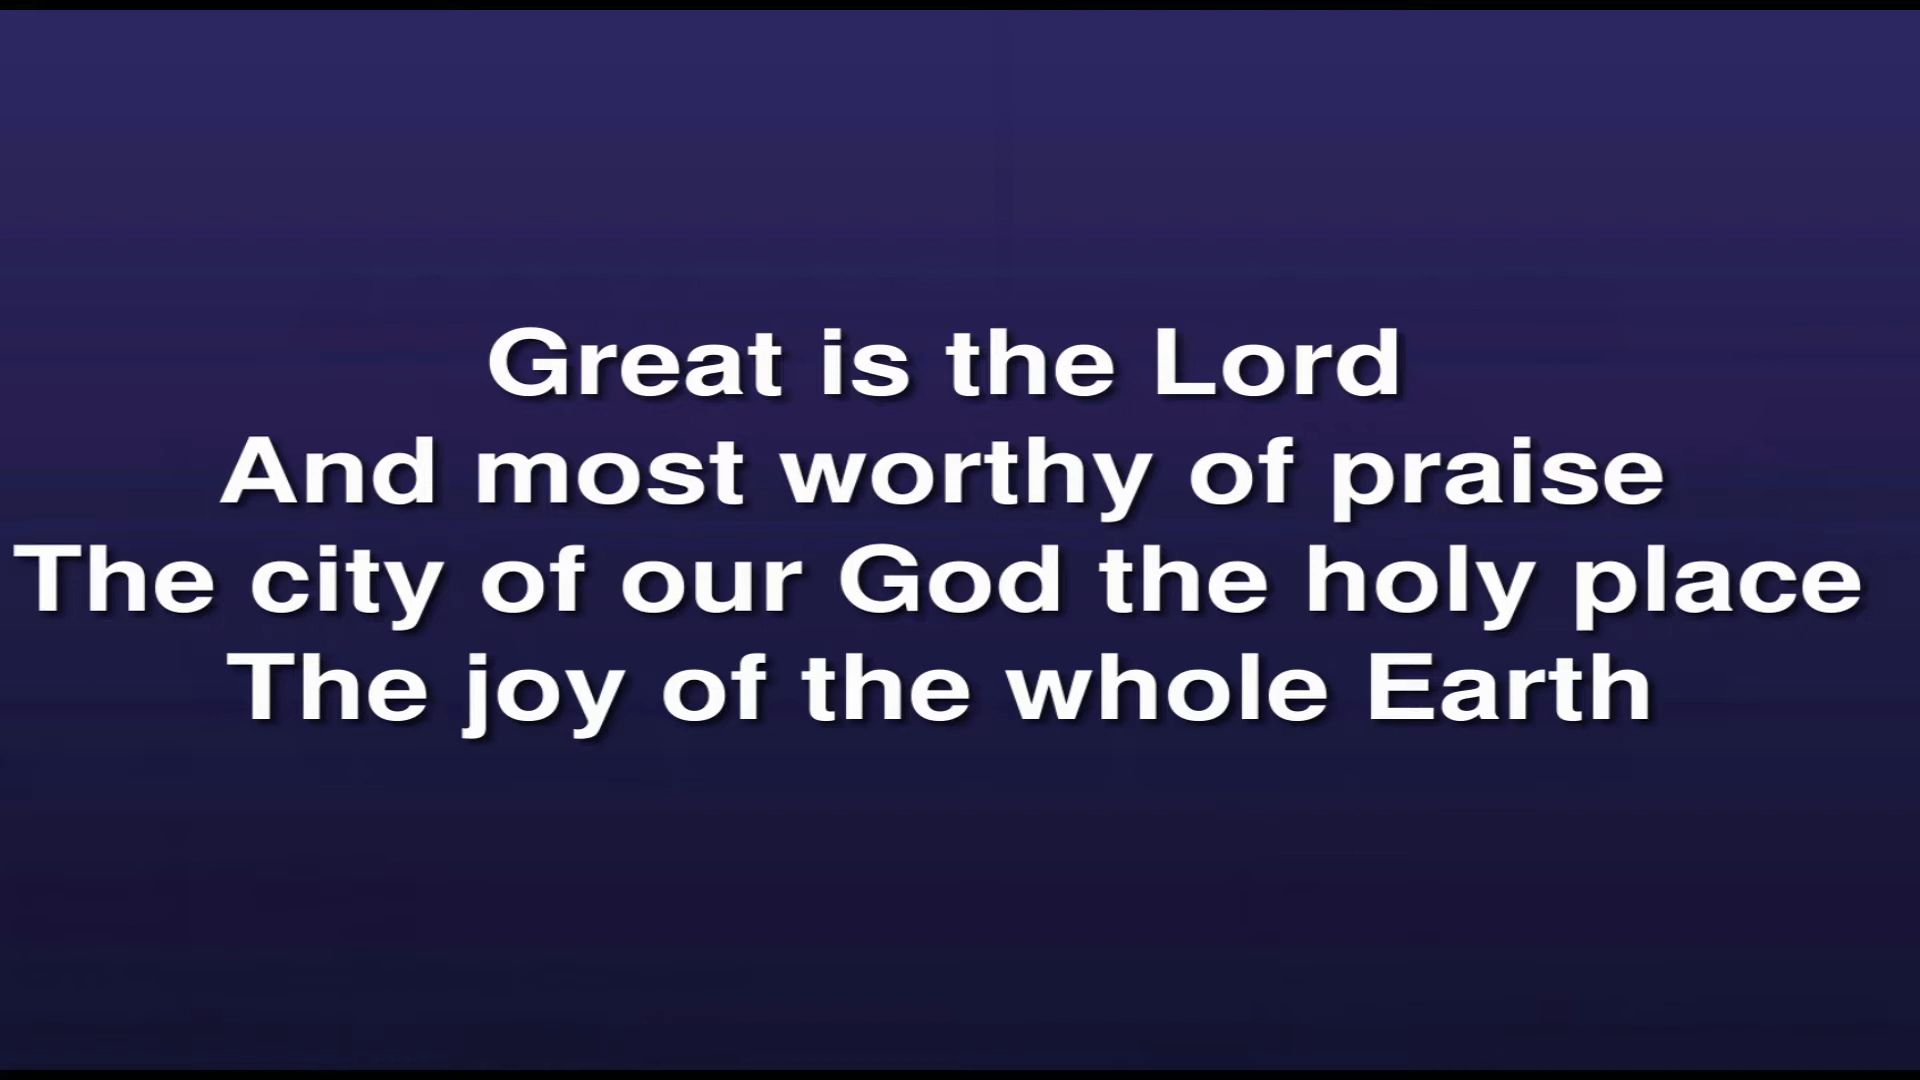 Great is the Lord
And most worthy of praise
The city of our God the holy place
The joy of the whole Earth